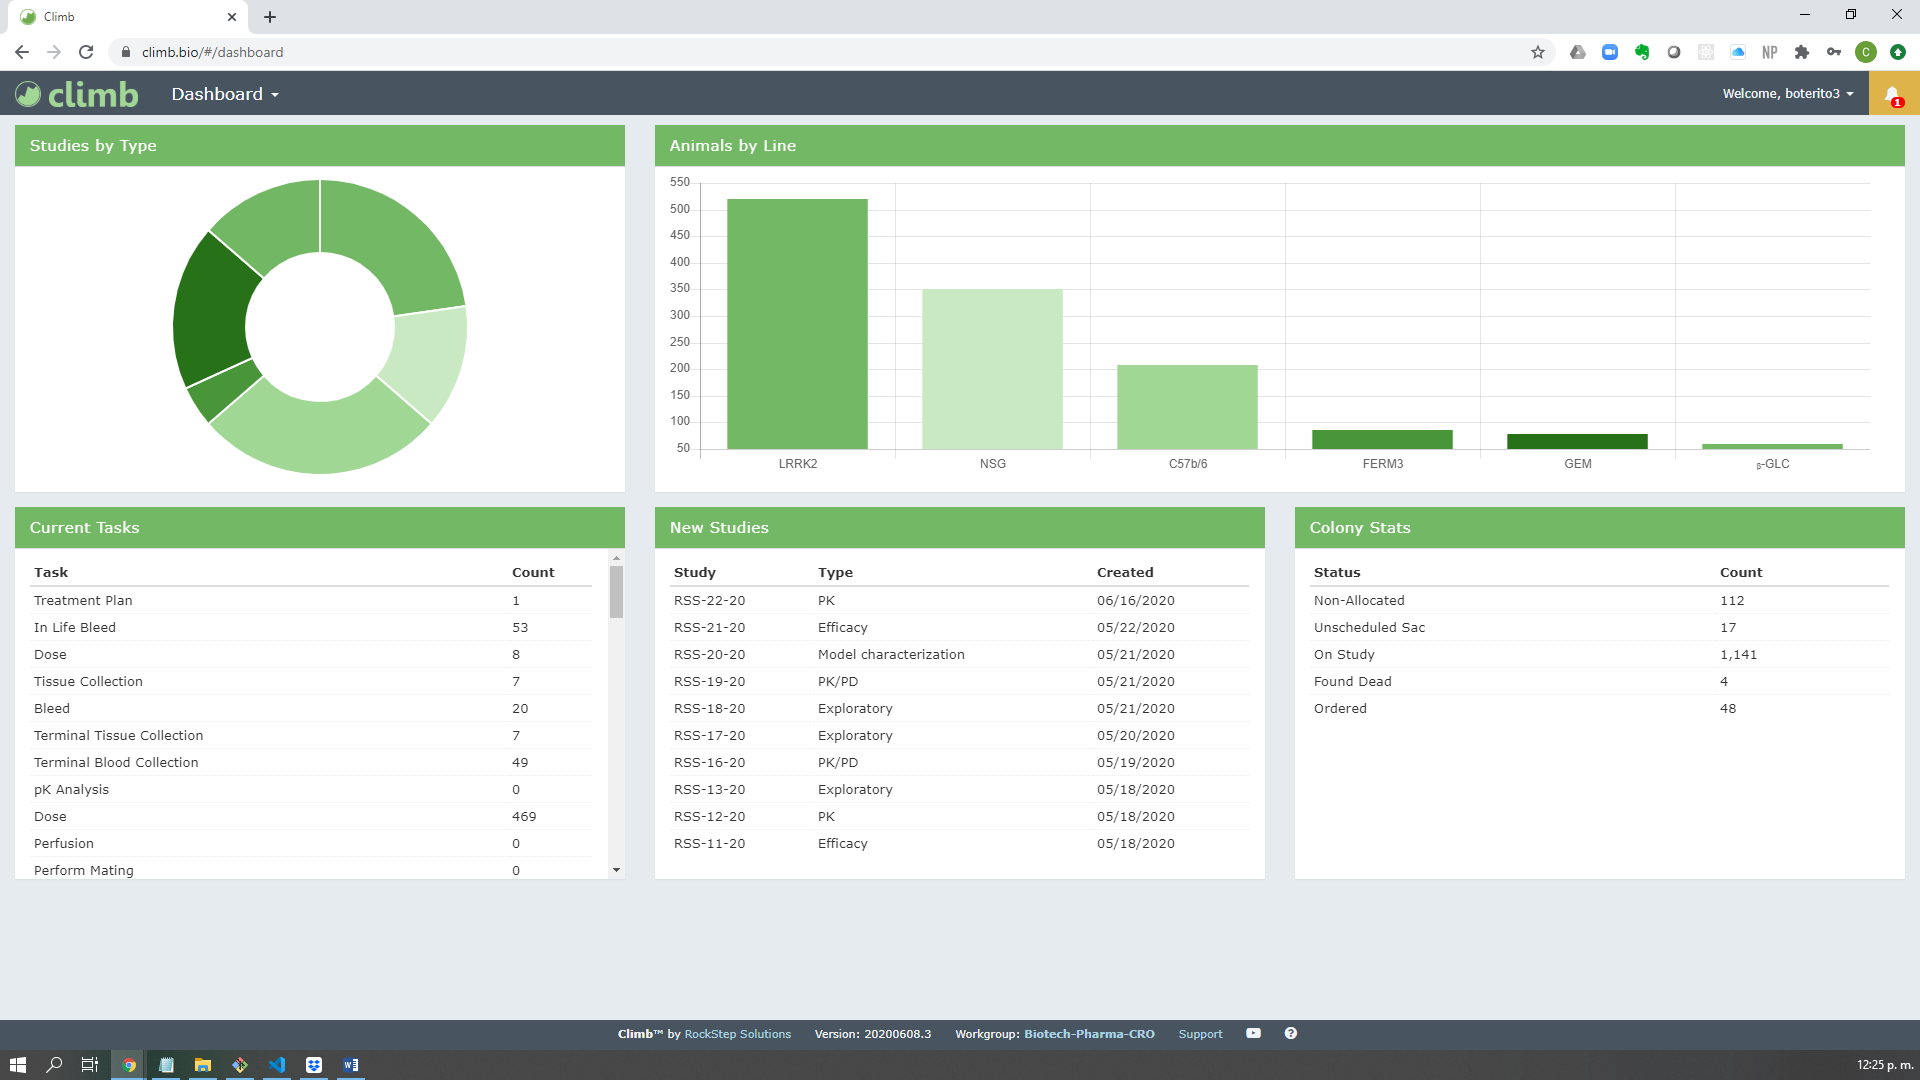 Climb
climb.bio/#/dashboard
NP
C
climb
Dashboard
Welcome, boterito3
1
Studies by Type
Animals by Line
550
500
450
400
350
300
250
200
150
100
50
LRRK2 NSG C57b/6 FERM3 GEM β-GLC
Current Tasks
Task Count
Treatment Plan 1
In Life Bleed 53
Dose 8
Tissue Collection 7
Bleed 20
Terminal Tissue Collection 7
Terminal Blood Collection 49
pK Analysis 0
Dose 469
Perfusion 0
Perform Mating 0
New Studies
Study Type Created
RSS-22-20 PK 06/16/2020
RSS-21-20 Efficacy 05/22/2020
RSS-20-20 Model characterization 05/21/2020
RSS-19-20 PK/PD 05/21/2020
RSS-18-20 Exploratory 05/21/2020
RSS-17-20 Exploratory 05/20/2020
RSS-16-20 PK/PD 05/19/2020
RSS-13-20 Exploratory 05/18/2020
RSS-12-20 PK 05/18/2020
RSS-11-20 Efficacy 05/18/2020
Colony Stats
Status Count
Non-Allocated 112
Unscheduled Sac 17
On Study 1,141
Found Dead 4
Ordered 48
Climb™ by RockStep Solutions Version: 20200608.3 Workgroup: Biotech-Pharma-CRO Support
12:25 p. m.